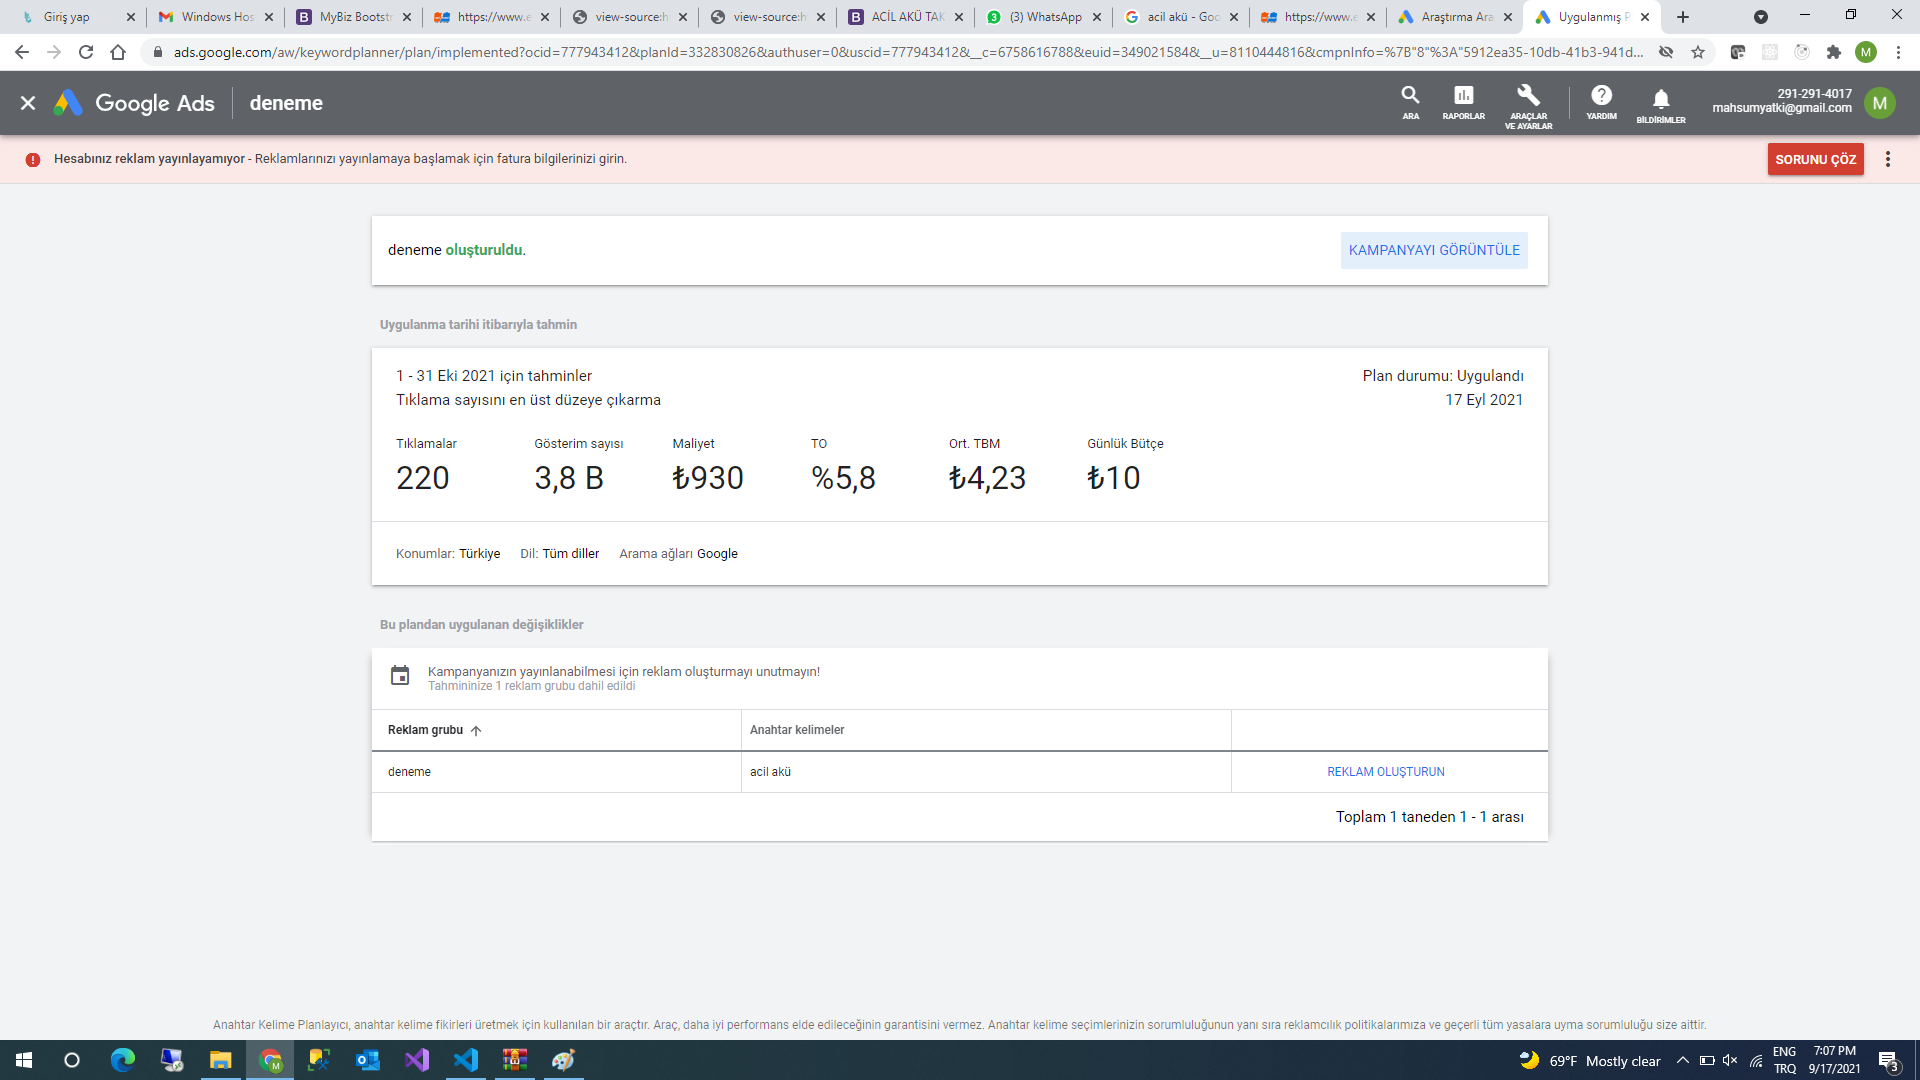 Giriş yap
Windows Hos
MyBiz Bootstr
https://www.e
view-source:h
view-source:h
ACİL AKÜ TAK
(3) WhatsApp
acil akü - Goo
https://www.e
Araştırma Ara
Uygulanmış P
ads.google.com/aw/keywordplanner/plan/implemented?ocid=777943412&planId=332830826&authuser=0&uscid=777943412&__c=6758616788&euid=349021584&__u=8110444816&cmpnInfo=%7B"8"%3A"5912ea35-10db-41b3-941d...
M
Google Ads
deneme
ARA
RAPORLAR
ARAÇLAR
VE AYARLAR
YARDIM
BİLDİRİMLER
291-291-4017
mahsumyatki@gmail.com
M
Hesabınız reklam yayınlayamıyor - Reklamlarınızı yayınlamaya başlamak için fatura bilgilerinizi girin.
SORUNU ÇÖZ
deneme oluşturuldu.
KAMPANYAYI GÖRÜNTÜLE
Uygulanma tarihi itibarıyla tahmin
1 - 31 Eki 2021 için tahminler
Plan durumu: Uygulandı
Tıklama sayısını en üst düzeye çıkarma
17 Eyl 2021
Tıklamalar
Gösterim sayısı
Maliyet
TO
Ort. TBM
Günlük Bütçe
220
3,8 B
₺930
%5,8
₺4,23
₺10
Konumlar: Türkiye Dil: Tüm diller Arama ağları Google
Bu plandan uygulanan değişiklikler
Kampanyanızın yayınlanabilmesi için reklam oluşturmayı unutmayın!
Tahmininize 1 reklam grubu dahil edildi
Reklam grubu
Anahtar kelimeler
deneme
acil akü
REKLAM OLUŞTURUN
Toplam 1 taneden 1 - 1 arası
Anahtar Kelime Planlayıcı, anahtar kelime fikirleri üretmek için kullanılan bir araçtır. Araç, daha iyi performans elde edileceğinin garantisini vermez. Anahtar kelime seçimlerinizin sorumluluğunun yanı sıra reklamcılık politikalarımıza ve geçerli tüm yasalara uyma sorumluluğu size aittir.
69°F Mostly clear
ENG
TRQ
7:07 PM
9/17/2021
3